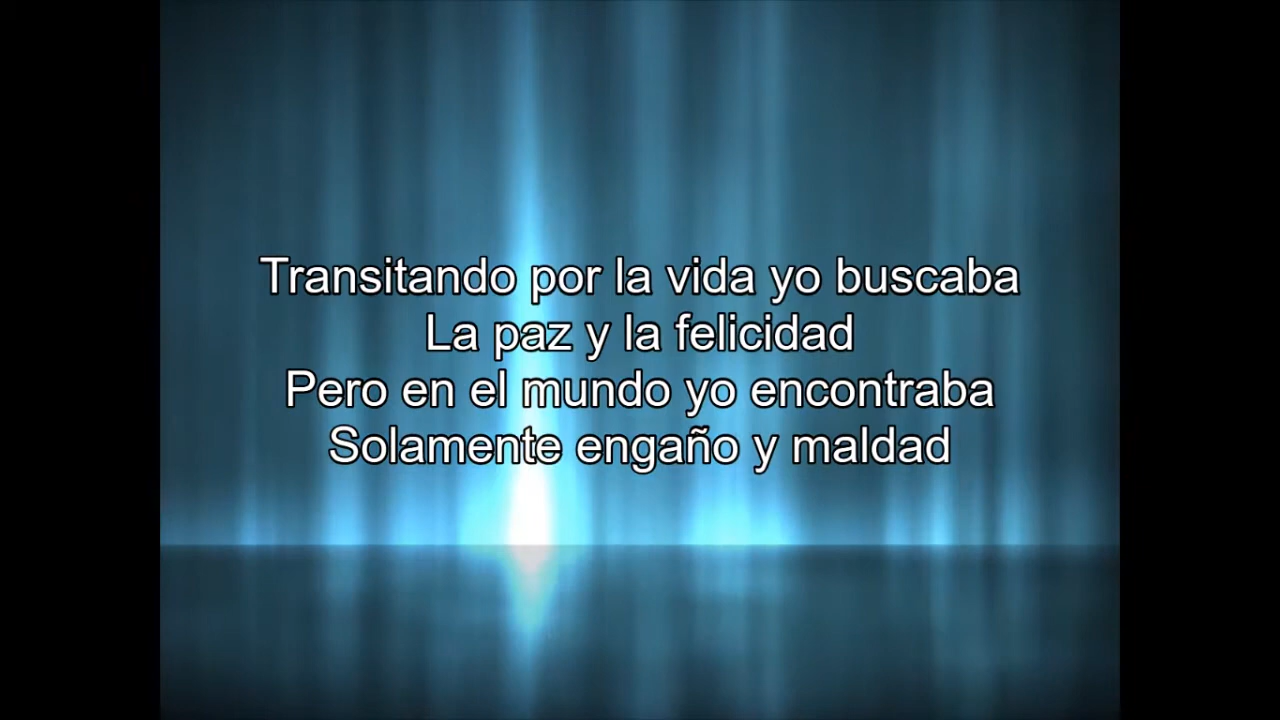 Transitando por la vida yo buscaba
La paz y la felicidad
Pero en el mundo yo encontraba
Solamente engaño y maldad